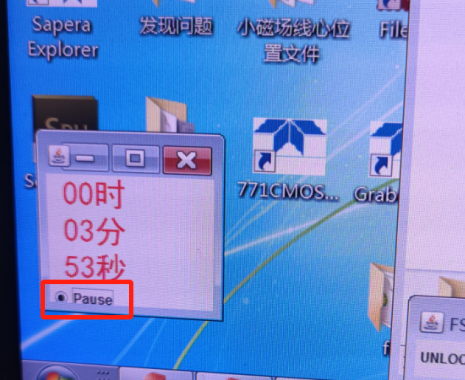 Sapera
Explorer
发现问题
小磁场线心位
置文件
File
00时
03分
53秒
Pause
771CMOS...
Grab
FS
UNLOC